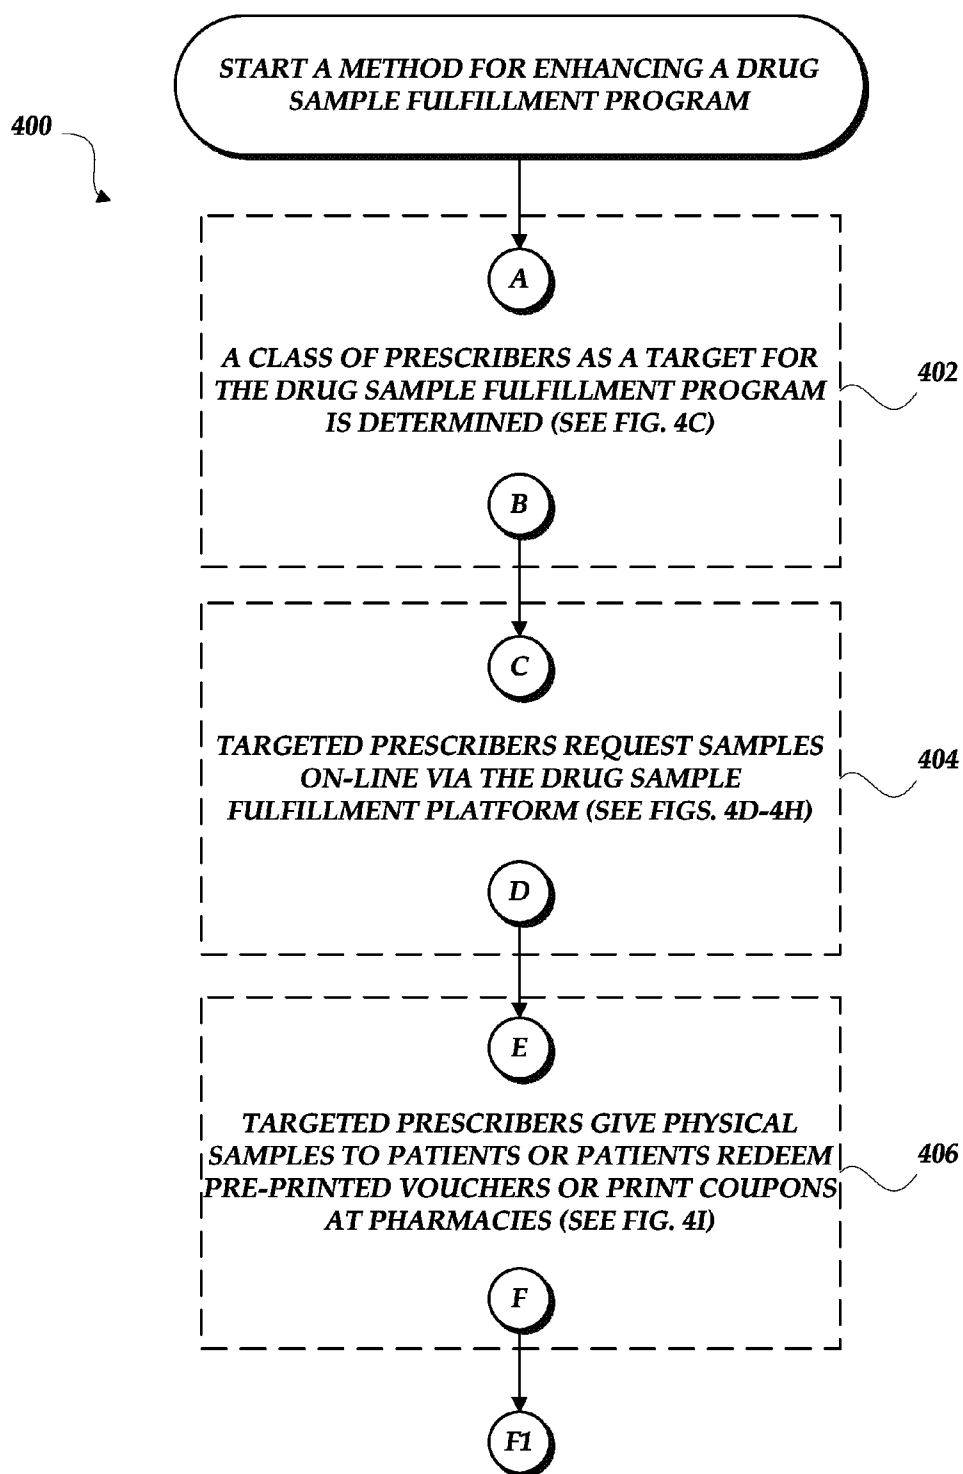 START A METHOD FOR ENHANCING A DRUG
SAMPLE FULFILLMENT PROGRAM
400
A
A CLASS OF PRESCRIBERS AS A TARGET FOR
THE DRUG SAMPLE FULFILLMENT PROGRAM
IS DETERMINED (SEE FIG. 4C)
402
B
C
TARGETED PRESCRIBERS REQUEST SAMPLES
ON-LINE VIA THE DRUG SAMPLE
FULFILLMENT PLATFORM (SEE FIGS. 4D-4H)
404
D
E
TARGETED PRESCRIBERS GIVE PHYSICAL
SAMPLES TO PATIENTS OR PATIENTS REDEEM
PRE-PRINTED VOUCHERS OR PRINT COUPONS
AT PHARMACIES (SEE FIG. 4I)
406
F
F1